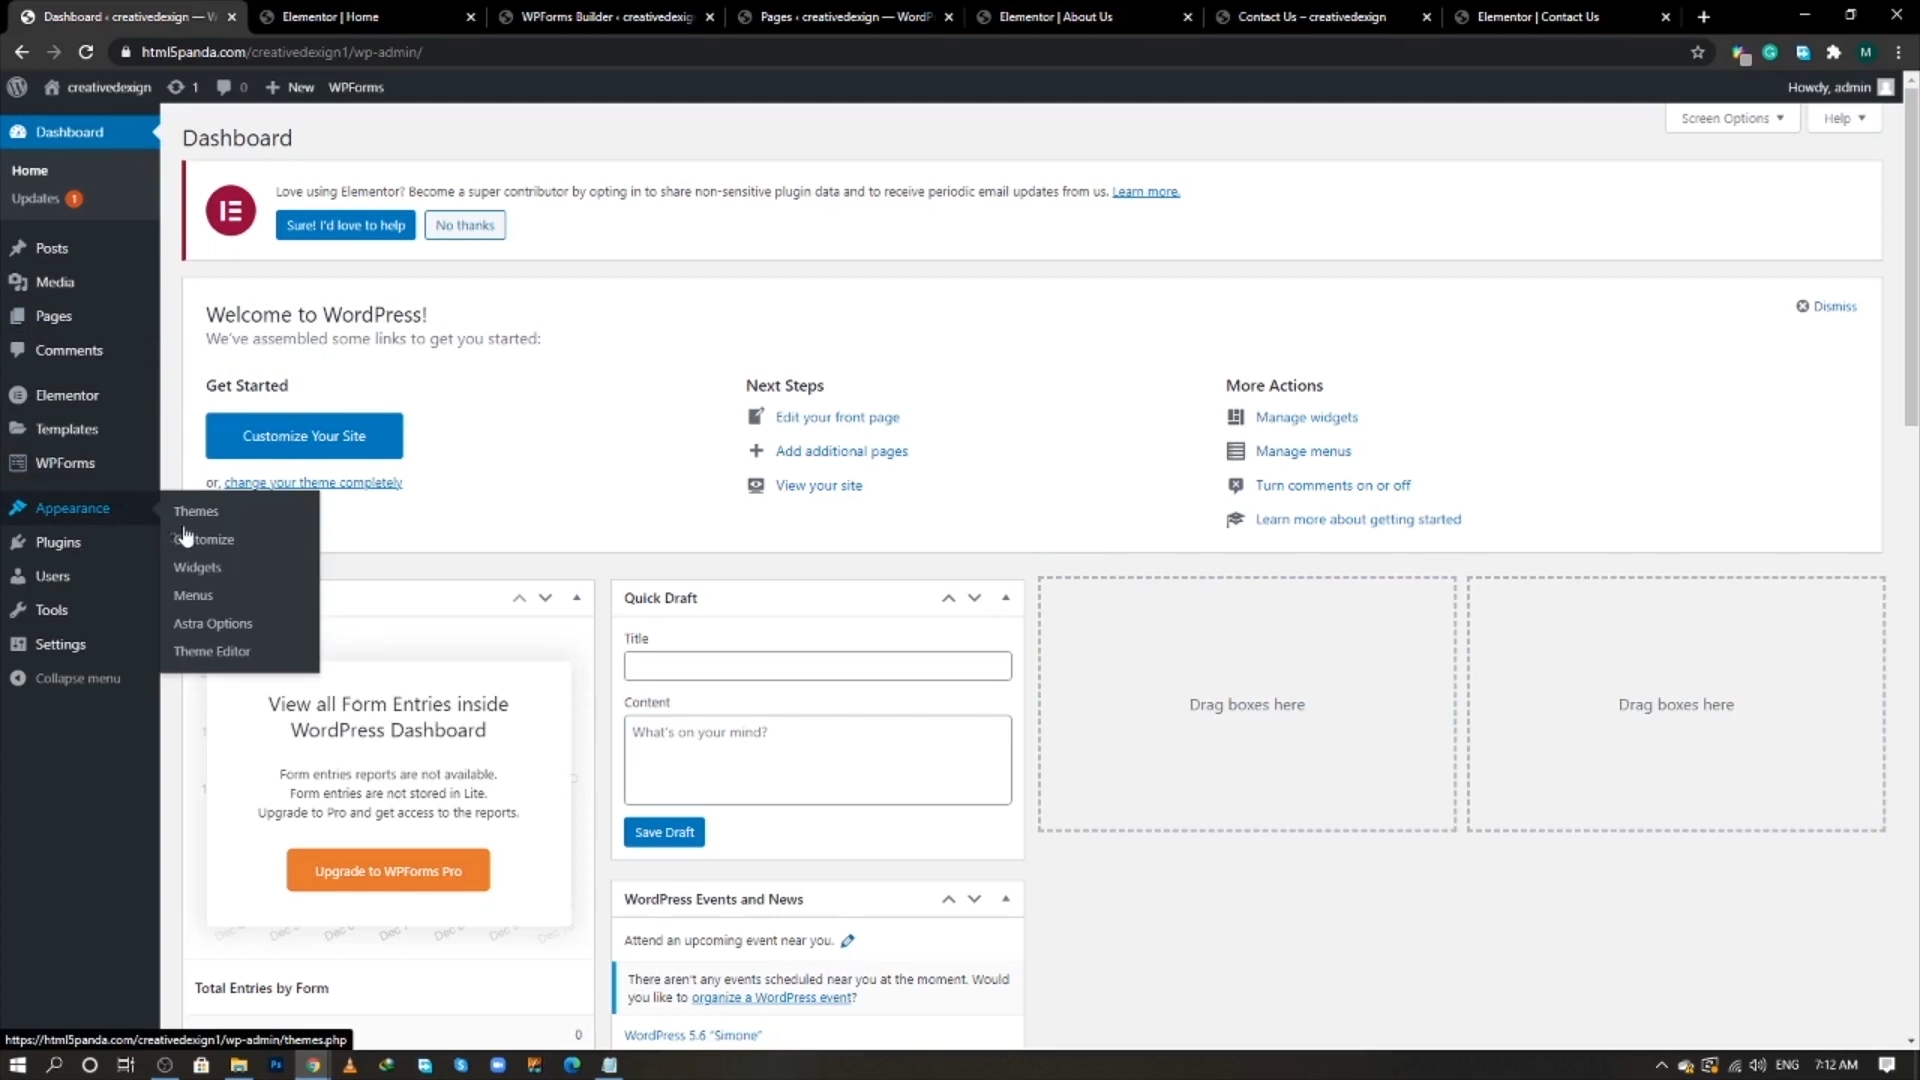 Dashboard ‹ creativedexign — W
Elementor | Home
WPForms Builder ‹ creativedexig
Pages ‹ creativedexign — WordP
Elementor | About Us
Contact Us – creativedexign
Elementor | Contact Us
html5panda.com/creativedexign1/wp-admin/
M
creativedexign
1
0
New
WPForms
Howdy, admin
Dashboard
Home
Updates 1
Posts
Media
Pages
Comments
Elementor
Templates
WPForms
Appearance
Plugins
Users
Tools
Settings
Collapse menu
Themes
Widgets
Menus
Astra Options
Theme Editor
Dashboard
Screen Options
Help
Love using Elementor? Become a super contributor by opting in to share non-sensitive plugin data and to receive periodic email updates from us. Learn more.
Sure! I'd love to help
No thanks
Welcome to WordPress!
We've assembled some links to get you started:
Dismiss
Get Started
Customize Your Site
or, change your theme completely
Next Steps
Edit your front page
Add additional pages
View your site
More Actions
Manage widgets
Manage menus
Turn comments on or off
Learn more about getting started
View all Form Entries inside
WordPress Dashboard
Form entries reports are not available.
Form entries are not stored in Lite.
Upgrade to Pro and get access to the reports.
Upgrade to WPForms Pro
Total Entries by Form
0
Quick Draft
Title
Content
What's on your mind?
Save Draft
WordPress Events and News
Attend an upcoming event near you.
There aren't any events scheduled near you at the moment. Would
you like to organize a WordPress event?
WordPress 5.6 "Simone"
Drag boxes here
Drag boxes here
https://html5panda.com/creativedexign1/wp-admin/themes.php
Ps
ENG
7:12 AM